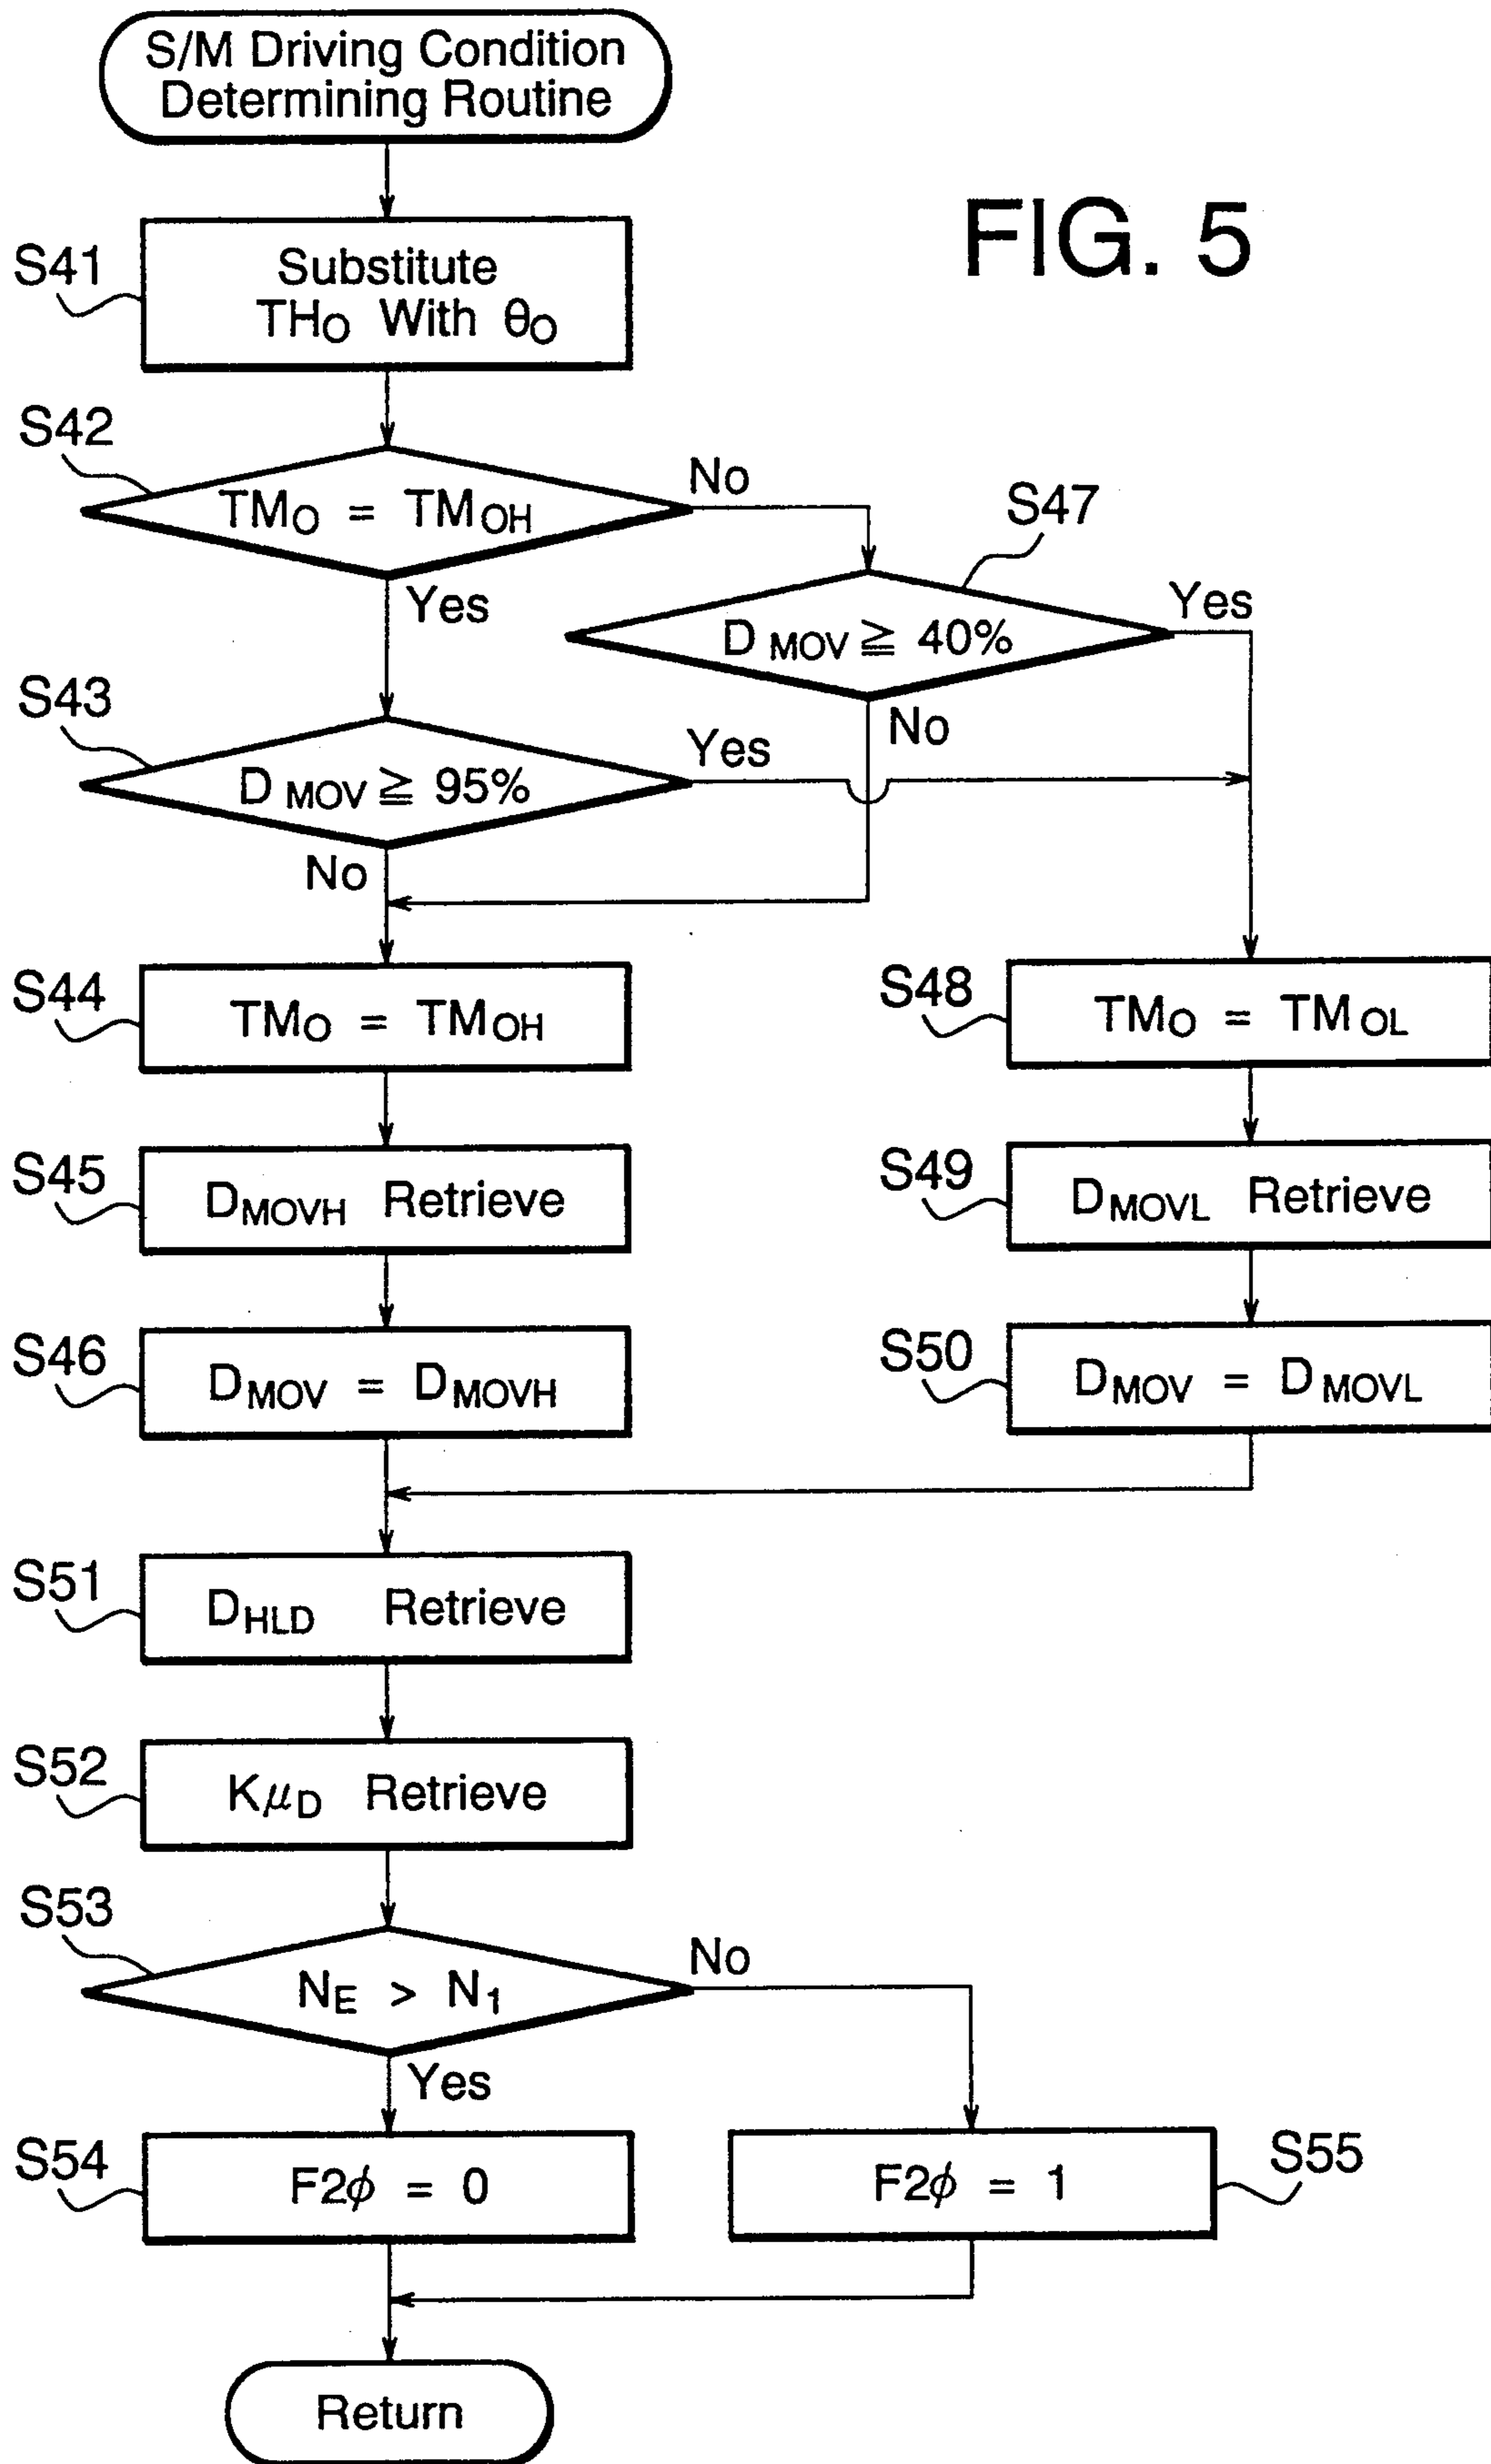 S/M Driving Condition
Determining Routine
FIG. 5
S41
Substitute
THO With θO
S42
TMO = TMOH
No
Yes
S47
DMOV ≧ 40%
Yes
No
S43
DMOV ≧ 95%
Yes
No
S44
TMO = TMOH
S48
TMO = TMOL
S45
DMOVH Retrieve
S49
DMOVL Retrieve
S46
DMOV = DMOVH
S50
DMOV = DMOVL
S51
DHLD Retrieve
S52
KμD Retrieve
S53
NE > N1
No
Yes
S54
F2ϕ = 0
F2ϕ = 1
S55
Return